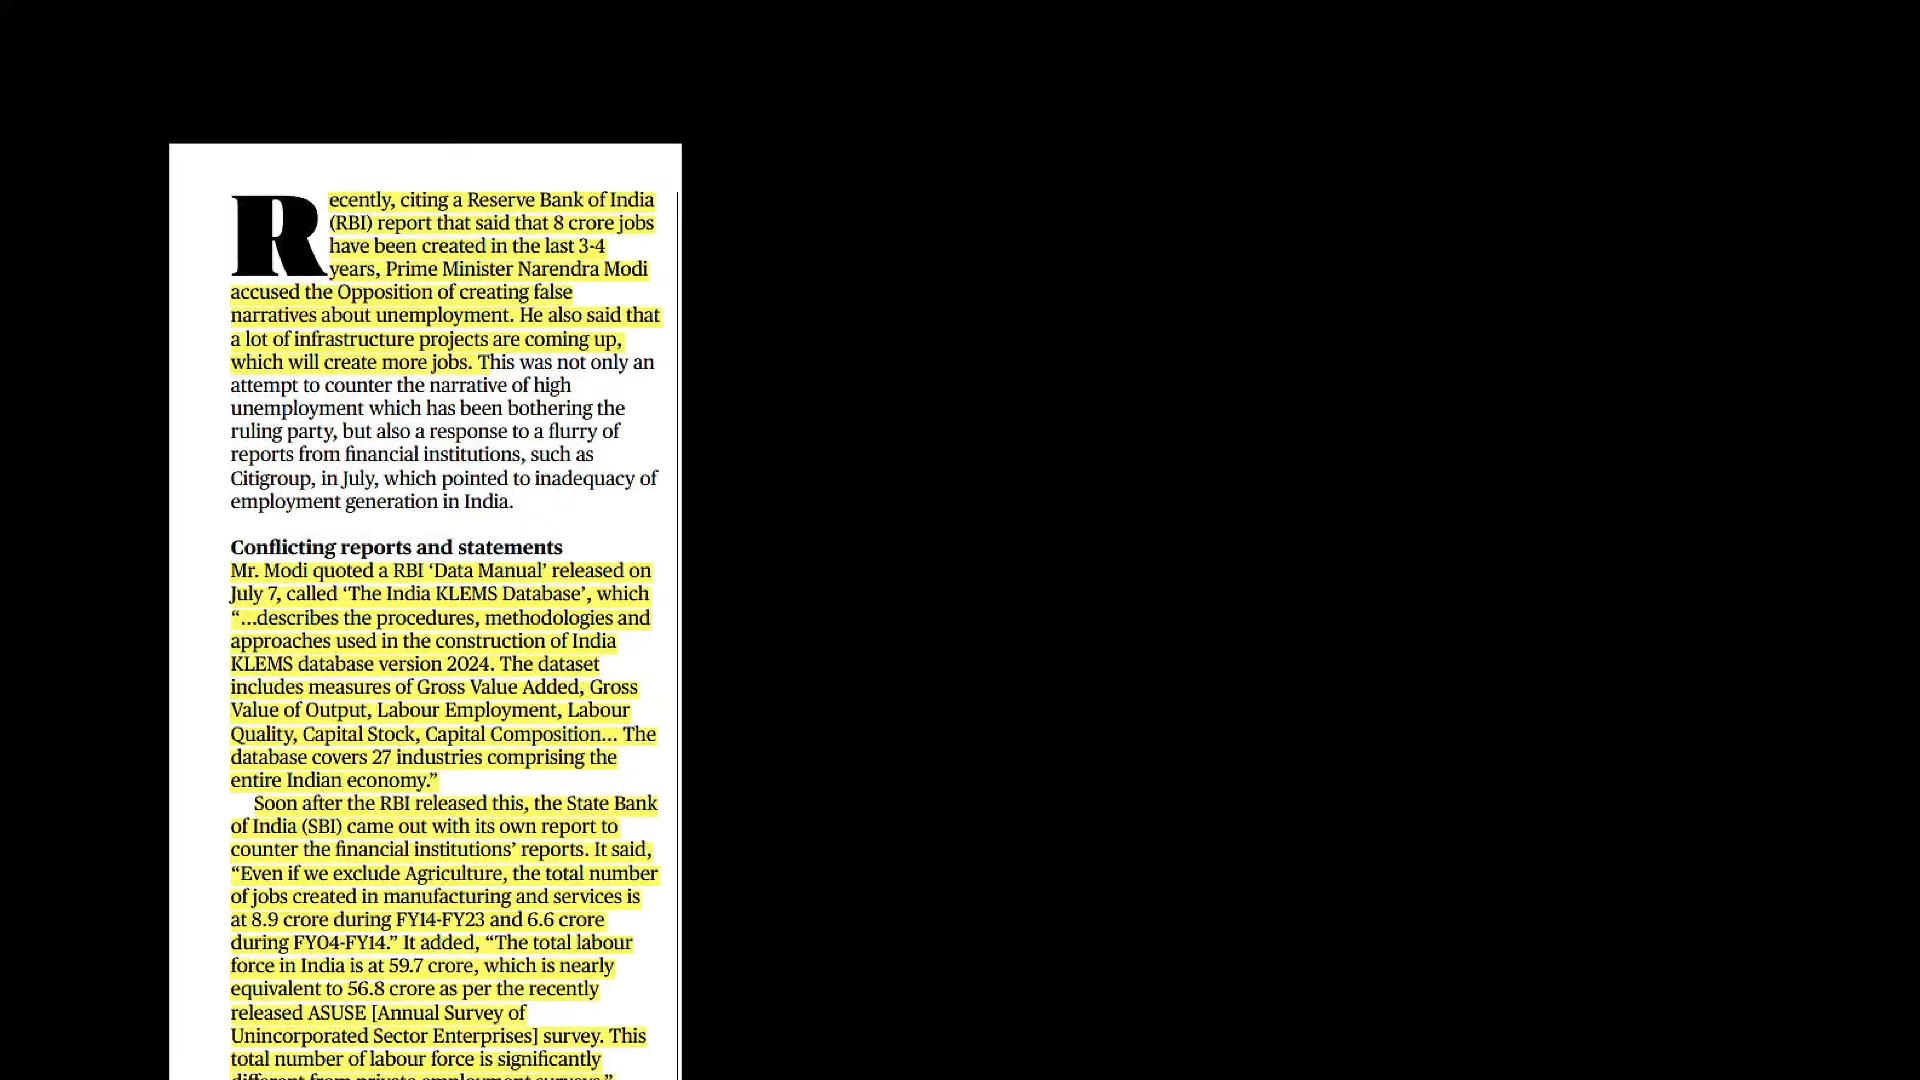 Recently, citing a Reserve Bank of India
(RBI) report that said that 8 crore jobs
have been created in the last 3-4
years, Prime Minister Narendra Modi
accused the Opposition of creating false
narratives about unemployment. He also said that
a lot of infrastructure projects are coming up,
which will create more jobs. This was not only an
attempt to counter the narrative of high
unemployment which has been bothering the
ruling party, but also a response to a flurry of
reports from financial institutions, such as
Citigroup, in July, which pointed to inadequacy of
employment generation in India.
Conflicting reports and statements
Mr. Modi quoted a RBI ‘Data Manual’ released on
July 7, called ‘The India KLEMS Database’, which
“...describes the procedures, methodologies and
approaches used in the construction of India
KLEMS database version 2024. The dataset
includes measures of Gross Value Added, Gross
Value of Output, Labour Employment, Labour
Quality, Capital Stock, Capital Composition... The
database covers 27 industries comprising the
entire Indian economy.”
Soon after the RBI released this, the State Bank
of India (SBI) came out with its own report to
counter the financial institutions’ reports. It said,
“Even if we exclude Agriculture, the total number
of jobs created in manufacturing and services is
at 8.9 crore during FY14-FY23 and 6.6 crore
during FY04-FY14.” It added, “The total labour
force in India is at 59.7 crore, which is nearly
equivalent to 56.8 crore as per the recently
released ASUSE [Annual Survey of
Unincorporated Sector Enterprises] survey. This
total number of labour force is significantly
different from private employment surveys.”